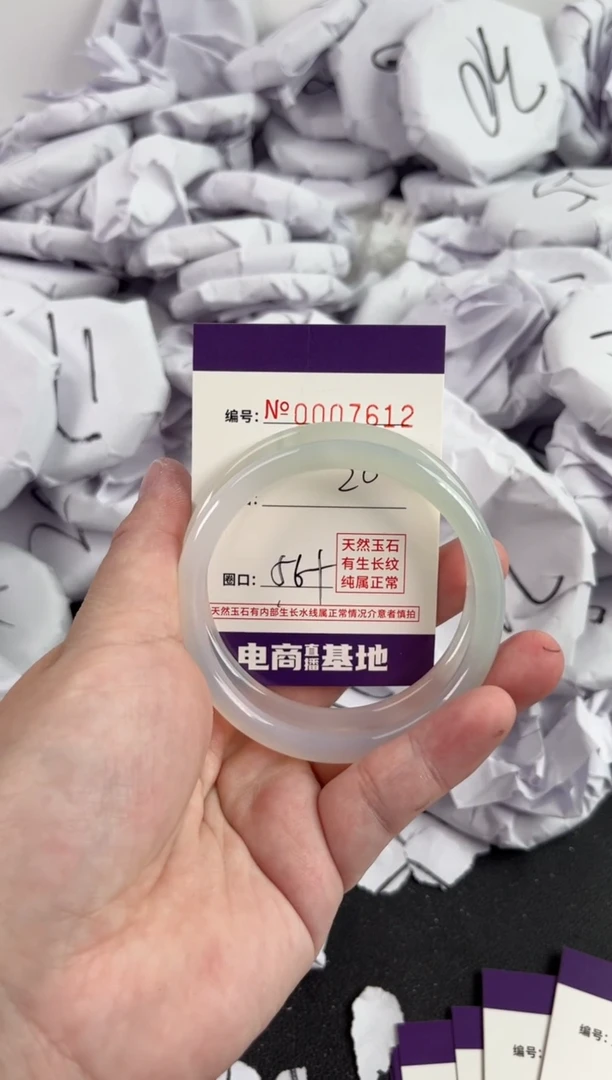 编号: №0007612
20
天然玉石
有生长纹
纯属正常
圈口: 56+
天然玉石有内部生长水线属正常情况介意者慎拍
电商直播基地
编号:
编号: